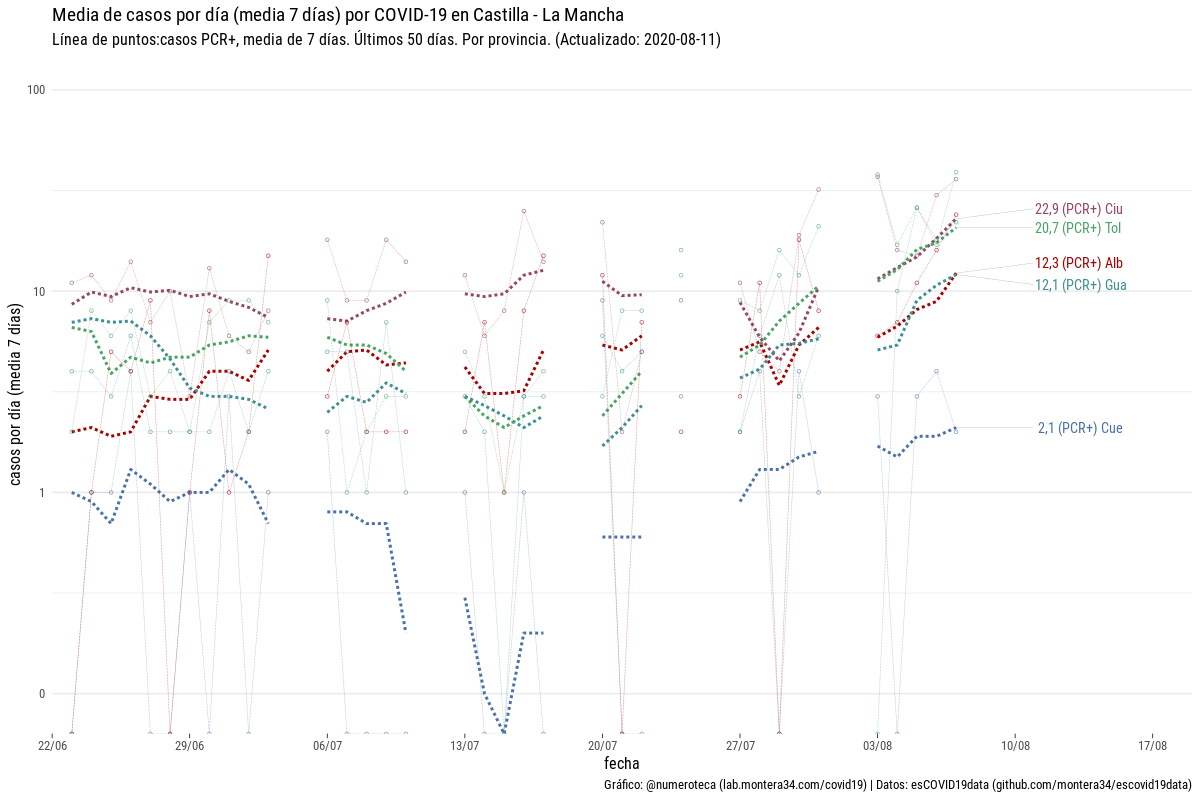 Media de casos por día (media 7 días) por COVID-19 en Castilla - La Mancha
Línea de puntos:casos PCR+, media de 7 días. Últimos 50 días. Por provincia. (Actualizado: 2020-08-11)
casos por día (media 7 días)
100
10
1
0
22,9 (PCR+) Ciu
20,7 (PCR+) Tol
12,3 (PCR+) Alb
12,1 (PCR+) Gua
2,1 (PCR+) Cue
22/06
29/06
06/07
13/07
20/07
27/07
03/08
10/08
17/08
fecha
Gráfico: @numeroteca (lab.montera34.com/covid19) | Datos: esCOVID19data (github.com/montera34/escovid19data)